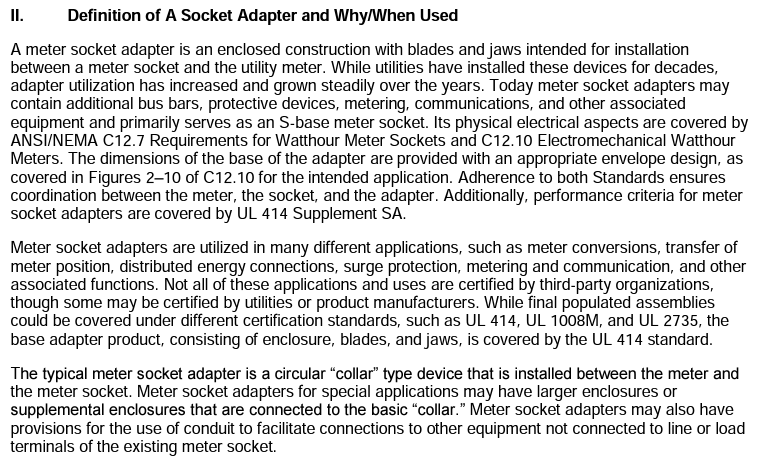 II. Definition of A Socket Adapter and Why/When Used
A meter socket adapter is an enclosed construction with blades and jaws intended for installation
between a meter socket and the utility meter. While utilities have installed these devices for decades,
adapter utilization has increased and grown steadily over the years. Today meter socket adapters may
contain additional bus bars, protective devices, metering, communications, and other associated
equipment and primarily serves as an S-base meter socket. Its physical electrical aspects are covered by
ANSI/NEMA C12.7 Requirements for Watthour Meter Sockets and C12.10 Electromechanical Watthour
Meters. The dimensions of the base of the adapter are provided with an appropriate envelope design, as
covered in Figures 2–10 of C12.10 for the intended application. Adherence to both Standards ensures
coordination between the meter, the socket, and the adapter. Additionally, performance criteria for meter
socket adapters are covered by UL 414 Supplement SA.
Meter socket adapters are utilized in many different applications, such as meter conversions, transfer of
meter position, distributed energy connections, surge protection, metering and communication, and other
associated functions. Not all of these applications and uses are certified by third-party organizations,
though some may be certified by utilities or product manufacturers. While final populated assemblies
could be covered under different certification standards, such as UL 414, UL 1008M, and UL 2735, the
base adapter product, consisting of enclosure, blades, and jaws, is covered by the UL 414 standard.
The typical meter socket adapter is a circular “collar” type device that is installed between the meter and
the meter socket. Meter socket adapters for special applications may have larger enclosures or
supplemental enclosures that are connected to the basic “collar.” Meter socket adapters may also have
provisions for the use of conduit to facilitate connections to other equipment not connected to line or load
terminals of the existing meter socket.